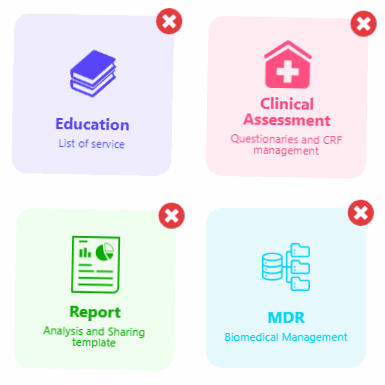 Education
List of service
Clinical
Assessment
Questionaries and CRF
management
Report
Analysis and Sharing
template
MDR
Biomedical Management